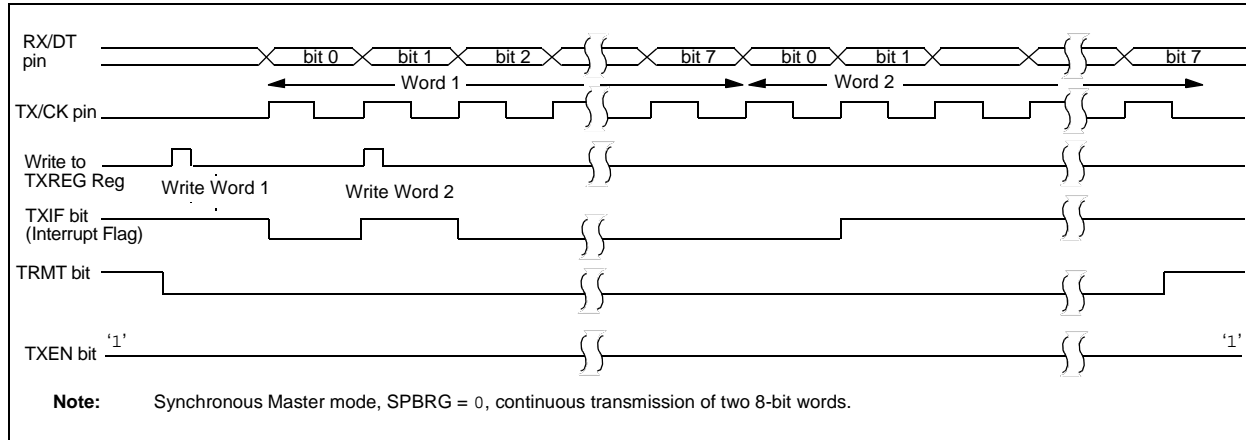 RX/DT
pin
bit 0 bit 1 bit 2 bit 7 bit 0 bit 1 bit 7
Word 1 Word 2
TX/CK pin
Write to
TXREG Reg
Write Word 1 Write Word 2
TXIF bit
(Interrupt Flag)
TRMT bit
TXEN bit '1' '1'
Note: Synchronous Master mode, SPBRG = 0, continuous transmission of two 8-bit words.